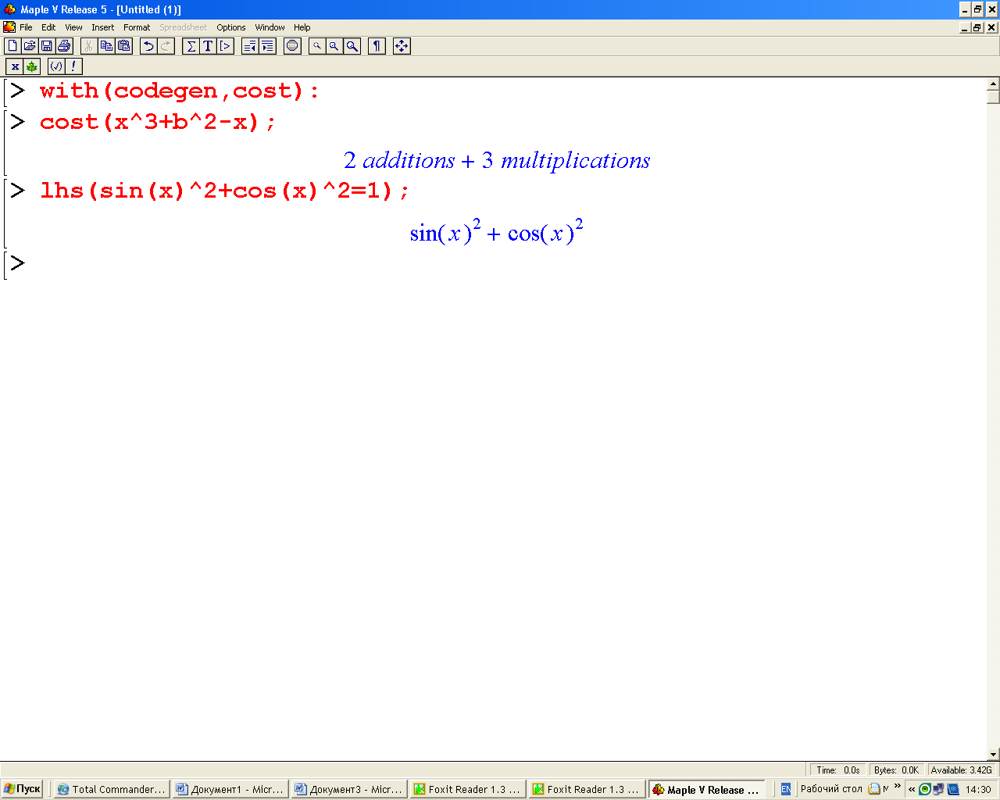 Maple V Release 5 - [Untitled (1)]
File Edit View Insert Format Spreadsheet Options Window Help
> with(codegen,cost):
> cost(x^3+b^2-x);
2 additions + 3 multiplications
> lhs(sin(x)^2+cos(x)^2=1);
sin(x)² + cos(x)²
>
Time: 0.0s Bytes: 0.0K Available: 3.42G
Пуск Total Commander... Документ1 - Micr... Документ3 - Micr... Foxit Reader 1.3 ... Foxit Reader 1.3 ... Maple V Release ... EN Рабочий стол » « 14:30